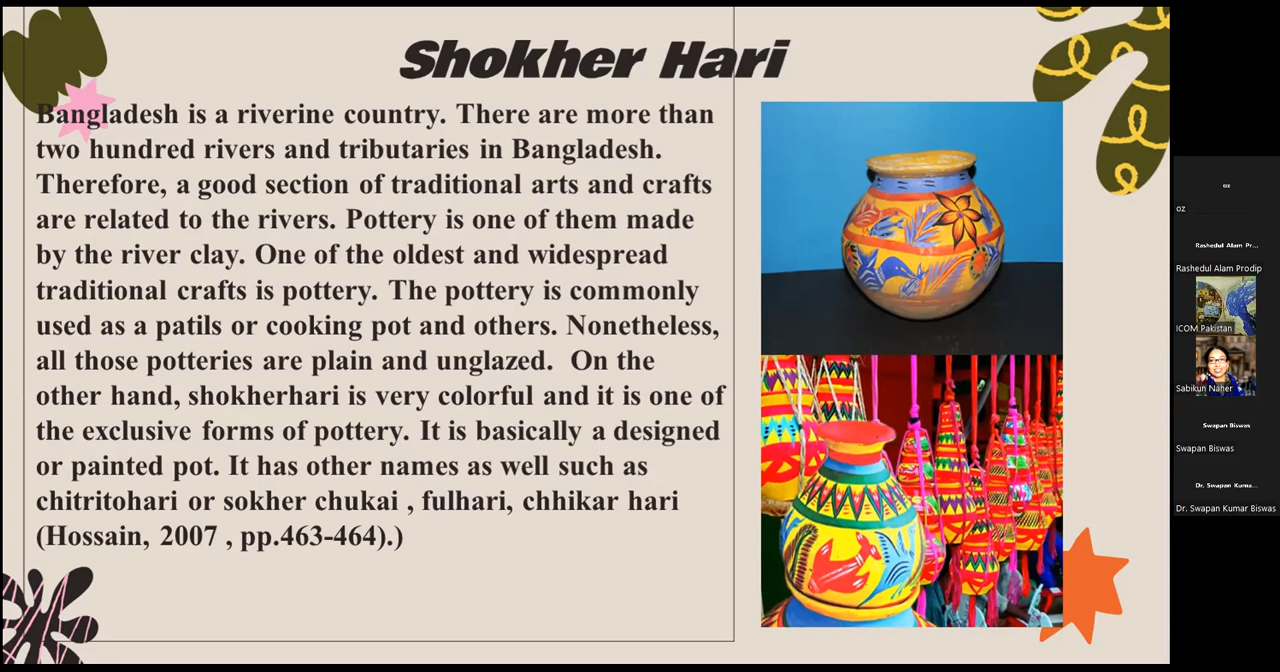 Shokher Hari
Bangladesh is a riverine country. There are more than
two hundred rivers and tributaries in Bangladesh.
Therefore, a good section of traditional arts and crafts
are related to the rivers. Pottery is one of them made
by the river clay. One of the oldest and widespread
traditional crafts is pottery. The pottery is commonly
used as a patils or cooking pot and others. Nonetheless,
all those potteries are plain and unglazed. On the
other hand, shokherhari is very colorful and it is one of
the exclusive forms of pottery. It is basically a designed
or painted pot. It has other names as well such as
chitritohari or sokher chukai , fulhari, chhikar hari
(Hossain, 2007 , pp.463-464).)
oz
oz
Rashedul Alam Pr...
Rashedul Alam Prodip
ICOM Pakistan
Sabikun Naher
Swapan Biswas
Swapan Biswas
Dr. Swapan Kuma...
Dr. Swapan Kumar Biswas